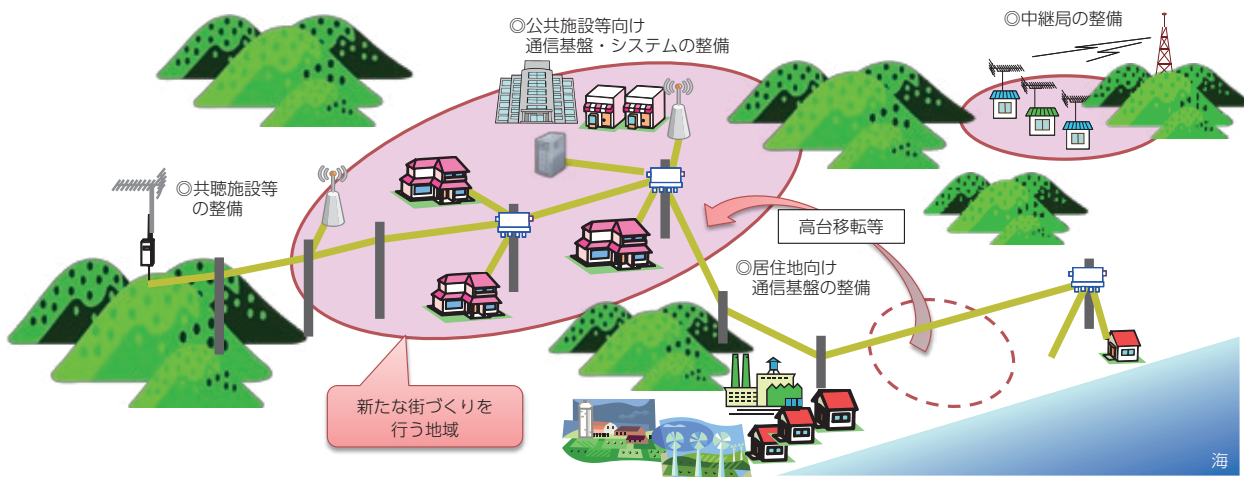 ◎公共施設等向け
通信基盤・システムの整備
◎中継局の整備
◎共聴施設等
の整備
高台移転等
◎居住地向け
通信基盤の整備
新たな街づくりを
行う地域
海